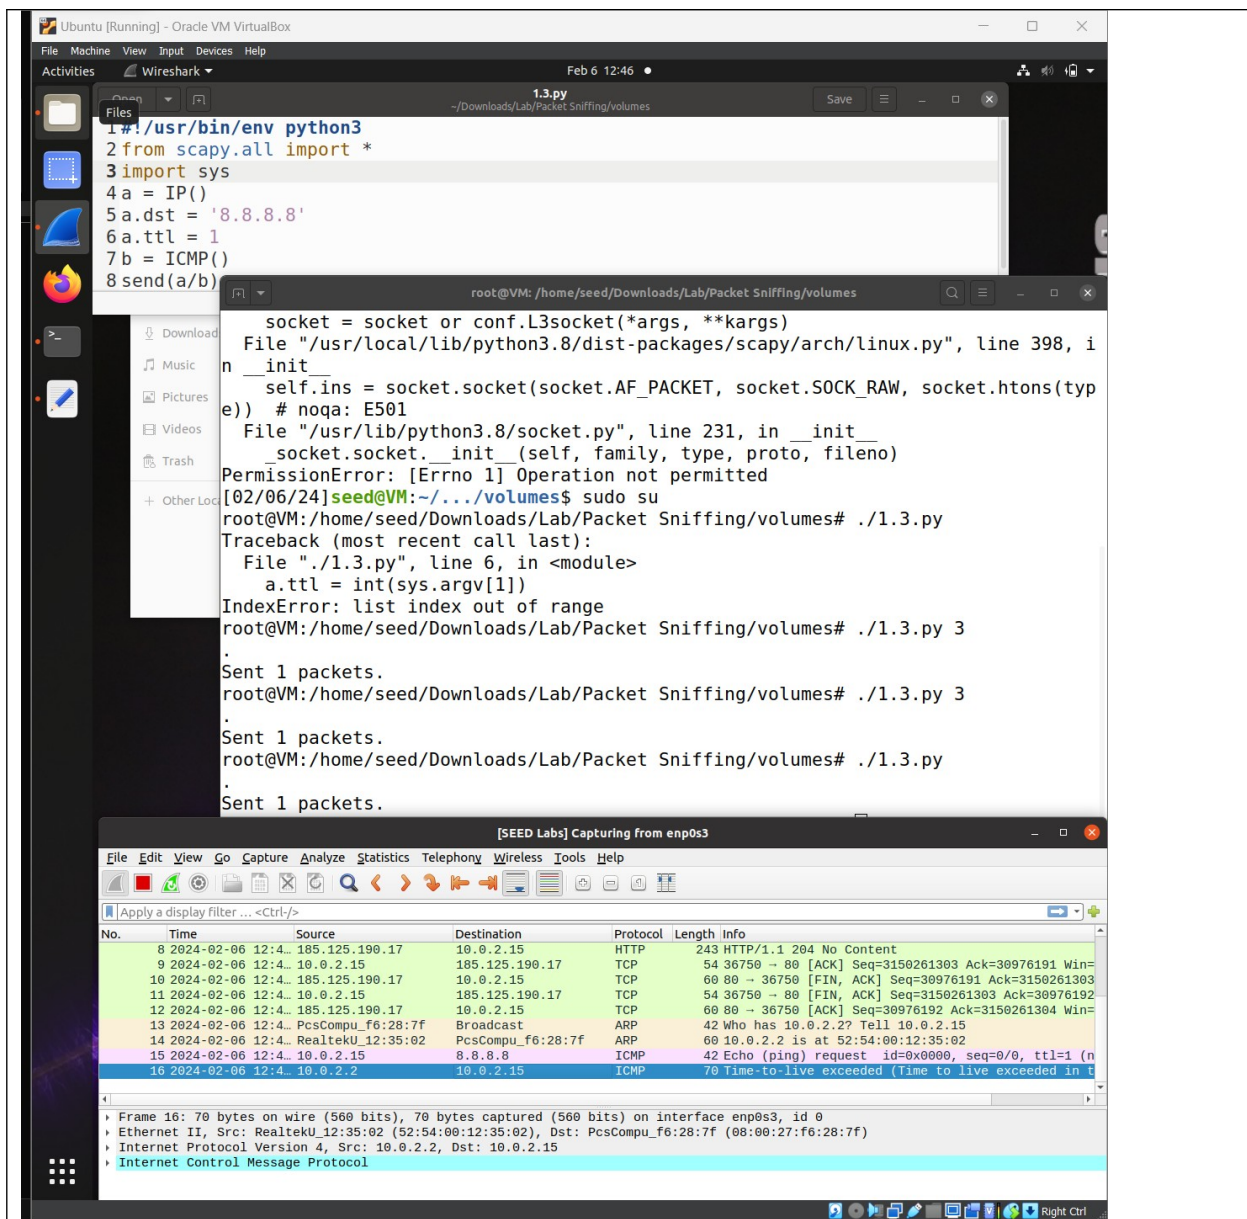 Ubuntu [Running] - Oracle VM VirtualBox
File Machine View Input Devices Help
Activities Wireshark Feb 6 12:46
Open 1.3.py Save
~/Downloads/Lab/Packet Sniffing/volumes
Files
1 #!/usr/bin/env python3
2 from scapy.all import *
3 import sys
4 a = IP()
5 a.dst = '8.8.8.8'
6 a.ttl = 1
7 b = ICMP()
8 send(a/b)
root@VM: /home/seed/Downloads/Lab/Packet Sniffing/volumes
Download
Music
Pictures
Videos
Trash
+ Other Loca
socket = socket or conf.L3socket(*args, **kargs)
File "/usr/local/lib/python3.8/dist-packages/scapy/arch/linux.py", line 398, i
n __init__
self.ins = socket.socket(socket.AF_PACKET, socket.SOCK_RAW, socket.htons(typ
e)) # noqa: E501
File "/usr/lib/python3.8/socket.py", line 231, in __init__
_socket.socket.__init__(self, family, type, proto, fileno)
PermissionError: [Errno 1] Operation not permitted
[02/06/24]seed@VM:~/.../volumes$ sudo su
root@VM:/home/seed/Downloads/Lab/Packet Sniffing/volumes# ./1.3.py
Traceback (most recent call last):
File "./1.3.py", line 6, in <module>
a.ttl = int(sys.argv[1])
IndexError: list index out of range
root@VM:/home/seed/Downloads/Lab/Packet Sniffing/volumes# ./1.3.py 3
.
Sent 1 packets.
root@VM:/home/seed/Downloads/Lab/Packet Sniffing/volumes# ./1.3.py 3
.
Sent 1 packets.
root@VM:/home/seed/Downloads/Lab/Packet Sniffing/volumes# ./1.3.py
.
Sent 1 packets.
[SEED Labs] Capturing from enp0s3
File Edit View Go Capture Analyze Statistics Telephony Wireless Tools Help
Apply a display filter ... <Ctrl-/>
No. Time Source Destination Protocol Length Info
8 2024-02-06 12:4… 185.125.190.17 10.0.2.15 HTTP 243 HTTP/1.1 204 No Content
9 2024-02-06 12:4… 10.0.2.15 185.125.190.17 TCP 54 36750 → 80 [ACK] Seq=3150261303 Ack=30976191 Win=
10 2024-02-06 12:4… 185.125.190.17 10.0.2.15 TCP 60 80 → 36750 [FIN, ACK] Seq=30976191 Ack=3150261303
11 2024-02-06 12:4… 10.0.2.15 185.125.190.17 TCP 54 36750 → 80 [FIN, ACK] Seq=3150261303 Ack=30976192
12 2024-02-06 12:4… 185.125.190.17 10.0.2.15 TCP 60 80 → 36750 [ACK] Seq=30976192 Ack=3150261304 Win=
13 2024-02-06 12:4… PcsCompu_f6:28:7f Broadcast ARP 42 Who has 10.0.2.2? Tell 10.0.2.15
14 2024-02-06 12:4… RealtekU_12:35:02 PcsCompu_f6:28:7f ARP 60 10.0.2.2 is at 52:54:00:12:35:02
15 2024-02-06 12:4… 10.0.2.15 8.8.8.8 ICMP 42 Echo (ping) request id=0x0000, seq=0/0, ttl=1 (n
16 2024-02-06 12:4… 10.0.2.2 10.0.2.15 ICMP 70 Time-to-live exceeded (Time to live exceeded in t
Frame 16: 70 bytes on wire (560 bits), 70 bytes captured (560 bits) on interface enp0s3, id 0
Ethernet II, Src: RealtekU_12:35:02 (52:54:00:12:35:02), Dst: PcsCompu_f6:28:7f (08:00:27:f6:28:7f)
Internet Protocol Version 4, Src: 10.0.2.2, Dst: 10.0.2.15
Internet Control Message Protocol
Right Ctrl